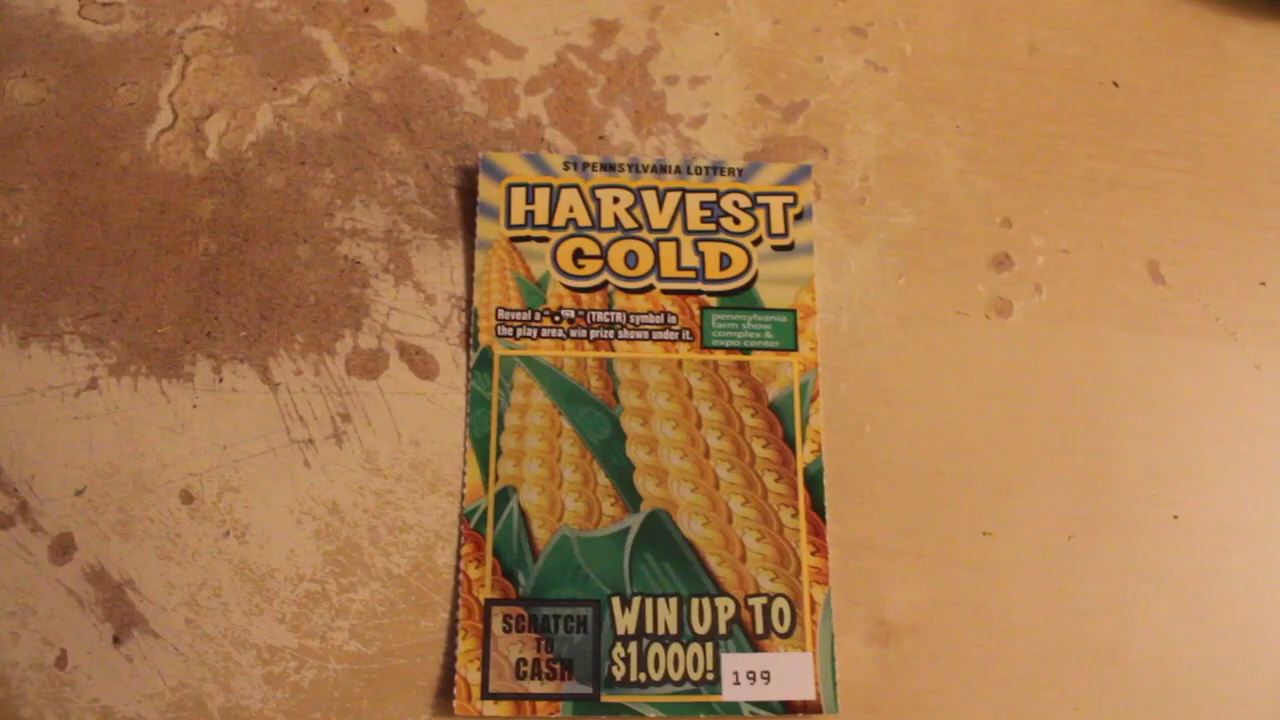 $1 PENNSYLVANIA LOTTERY
HARVEST
GOLD
Reveal a " " (TRCTR) symbol in
the play area, win prize shown under it.
pennsylvania
farm show
complex &
expo center
SCRATCH
TO
CASH
WIN UP TO
$1,000!
199